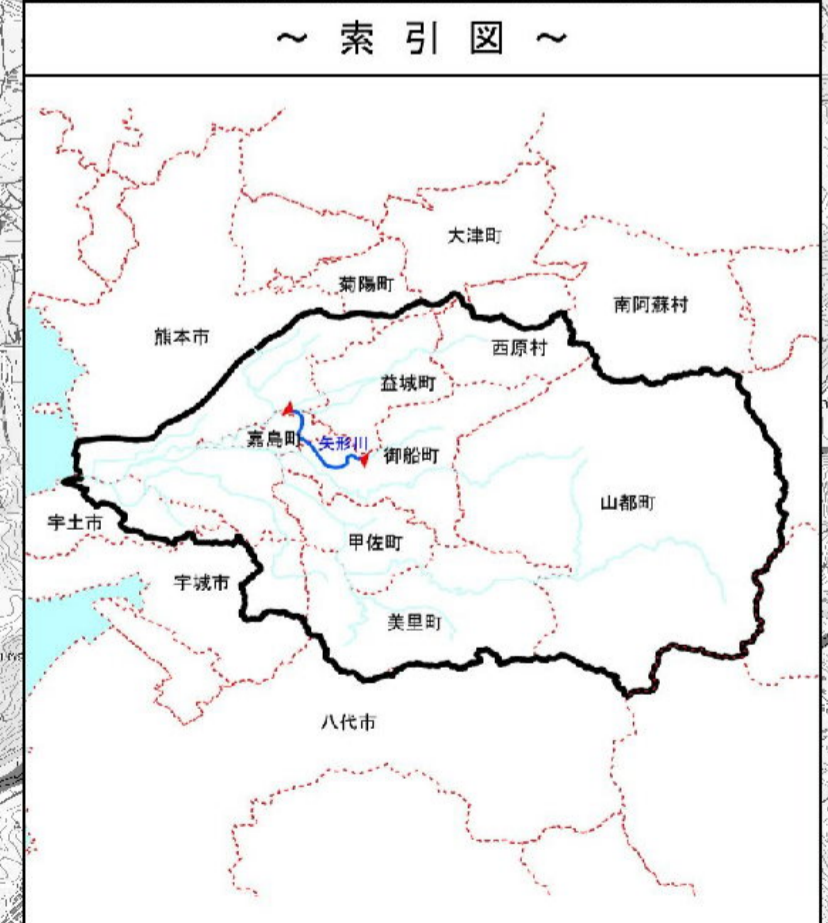 ～ 索 引 図 ～
大津町
菊陽町
南阿蘇村
熊本市
西原村
益城町
嘉島町
矢形川
御船町
山都町
宇土市
甲佐町
宇城市
美里町
八代市